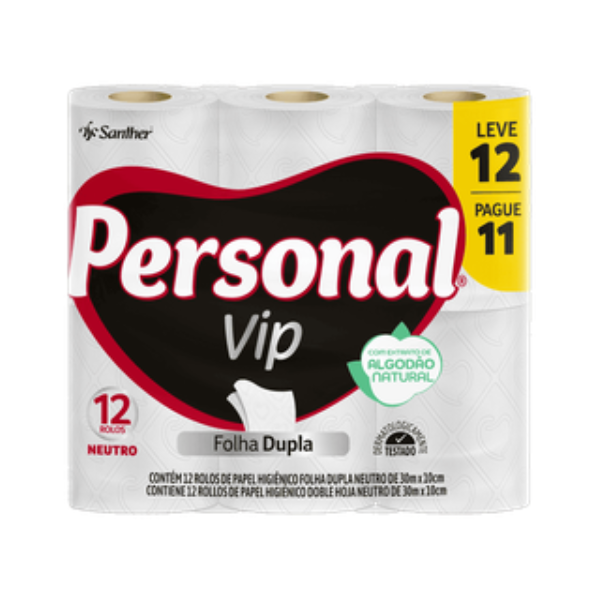 Santher
LEVE
12
PAGUE
11
Personal
Vip
COM EXTRATO DE
ALGODÃO
NATURAL
12
ROLOS
NEUTRO
Folha Dupla
DERMATOLOGICAMENTE
TESTADO
CONTÉM 12 ROLOS DE PAPEL HIGIÊNICO FOLHA DUPLA NEUTRO DE 30m x 10cm
CONTIENE 12 ROLLOS DE PAPEL HIGIÉNICO DOBLE HOJA NEUTRO DE 30m x 10cm